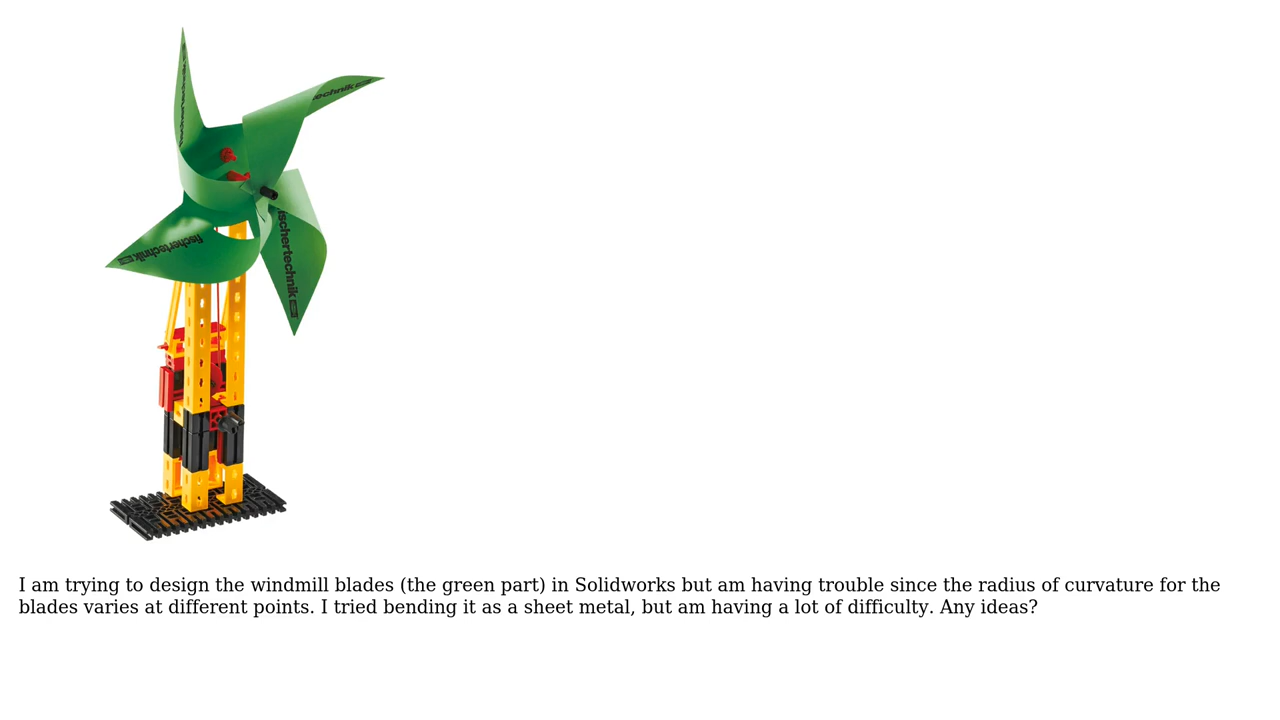 fischertechnik
echnik
fischertechnik
fischertechnik
I am trying to design the windmill blades (the green part) in Solidworks but am having trouble since the radius of curvature for the
blades varies at different points. I tried bending it as a sheet metal, but am having a lot of difficulty. Any ideas?